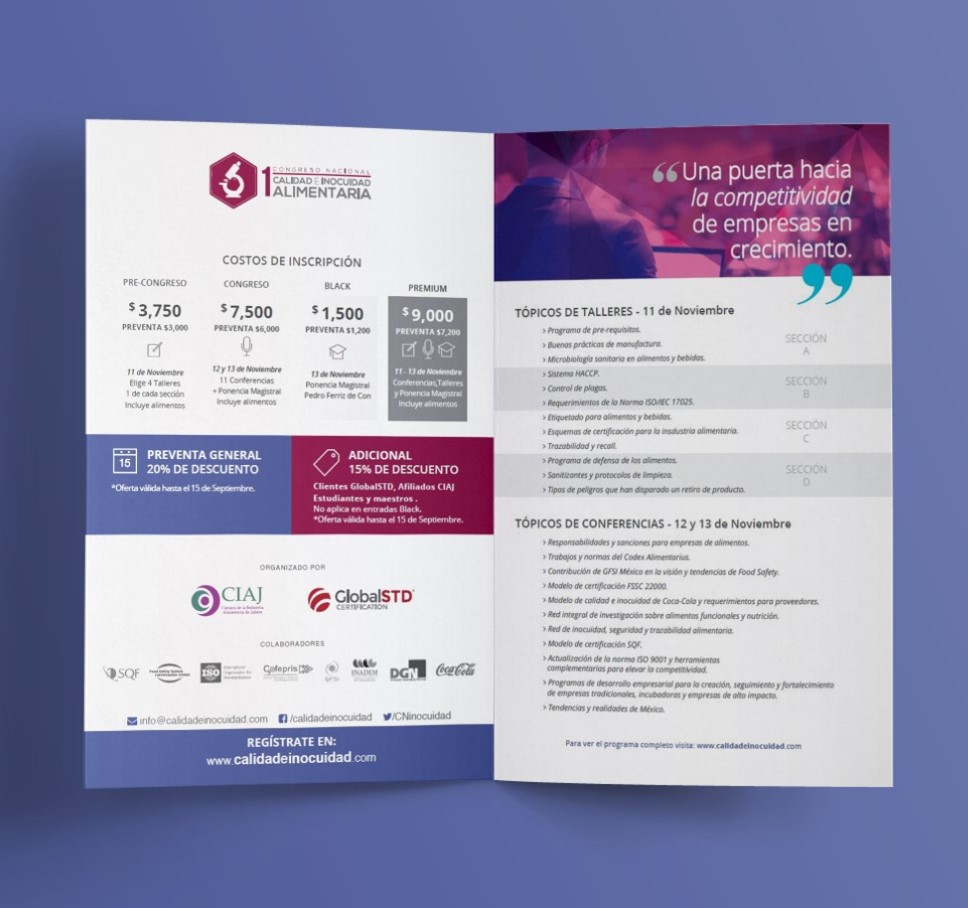 1 CONGRESO NACIONAL
CALIDAD E INOCUIDAD
ALIMENTARIA
COSTOS DE INSCRIPCIÓN
PRE-CONGRESO
$3,750
PREVENTA $3,000
11 de Noviembre
Elige 4 Talleres
1 de cada sección
Incluye alimentos
CONGRESO
$7,500
PREVENTA $6,000
12 y 13 de Noviembre
11 Conferencias
+ Ponencia Magistral
Incluye alimentos
BLACK
$1,500
PREVENTA $1,200
13 de Noviembre
Ponencia Magistral
Pedro Ferriz de Con
PREMIUM
$9,000
PREVENTA $7,200
11 - 13 de Noviembre
Conferencias,Talleres
y Ponencia Magistral
Incluye alimentos
15
PREVENTA GENERAL
20% DE DESCUENTO
*Oferta válida hasta el 15 de Septiembre.
ADICIONAL
15% DE DESCUENTO
Clientes GlobalSTD, Afiliados CIAJ
Estudiantes y maestros .
No aplica en entradas Black.
*Oferta válida hasta el 15 de Septiembre.
ORGANIZADO POR
CIAJ
Cámara de la Industria
Alimenticia de Jalisco
GlobalSTD
CERTIFICATION
COLABORADORES
SQF
ISO
International
Organization for
Standardization
Cofepris
INADEM
DGN
Coca-Cola
info@calidadeinocuidad.com /calidadeinocuidad /CNinocuidad
REGÍSTRATE EN:
www.calidadeinocuidad.com
“Una puerta hacia
la competitividad
de empresas en
crecimiento.”
TÓPICOS DE TALLERES - 11 de Noviembre
> Programa de pre-requisitos.
> Buenas prácticas de manufactura.
> Microbiología sanitaria en alimentos y bebidas.
SECCIÓN
A
> Sistema HACCP.
> Control de plagas.
> Requerimientos de la Norma ISO/IEC 17025.
SECCIÓN
B
> Etiquetado para alimentos y bebidas.
> Esquemas de certificación para la insdustria alimentaria.
> Trazabilidad y recall.
SECCIÓN
C
> Programa de defensa de los alimentos.
> Sanitizantes y protocolos de limpieza.
> Tipos de peligros que han disparado un retiro de producto.
SECCIÓN
D
TÓPICOS DE CONFERENCIAS - 12 y 13 de Noviembre
> Responsabilidades y sanciones para empresas de alimentos.
> Trabajos y normas del Codex Alimentarius.
> Contribución de GFSI México en la visión y tendencias de Food Safety.
> Modelo de certificación FSSC 22000.
> Modelo de calidad e inocuidad de Coca-Cola y requerimientos para proveedores.
> Red integral de investigación sobre alimentos funcionales y nutrición.
> Red de inocuidad, seguridad y trazabilidad alimentaria.
> Modelo de certificación SQF.
> Actualización de la norma ISO 9001 y herramientas
complementarias para elevar la competitividad.
> Programas de desarrollo empresarial para la creación, seguimiento y fortalecimiento
de empresas tradicionales, incubadoras y empresas de alto impacto.
> Tendencias y realidades de México.
Para ver el programa completo visita: www.calidadeinocuidad.com